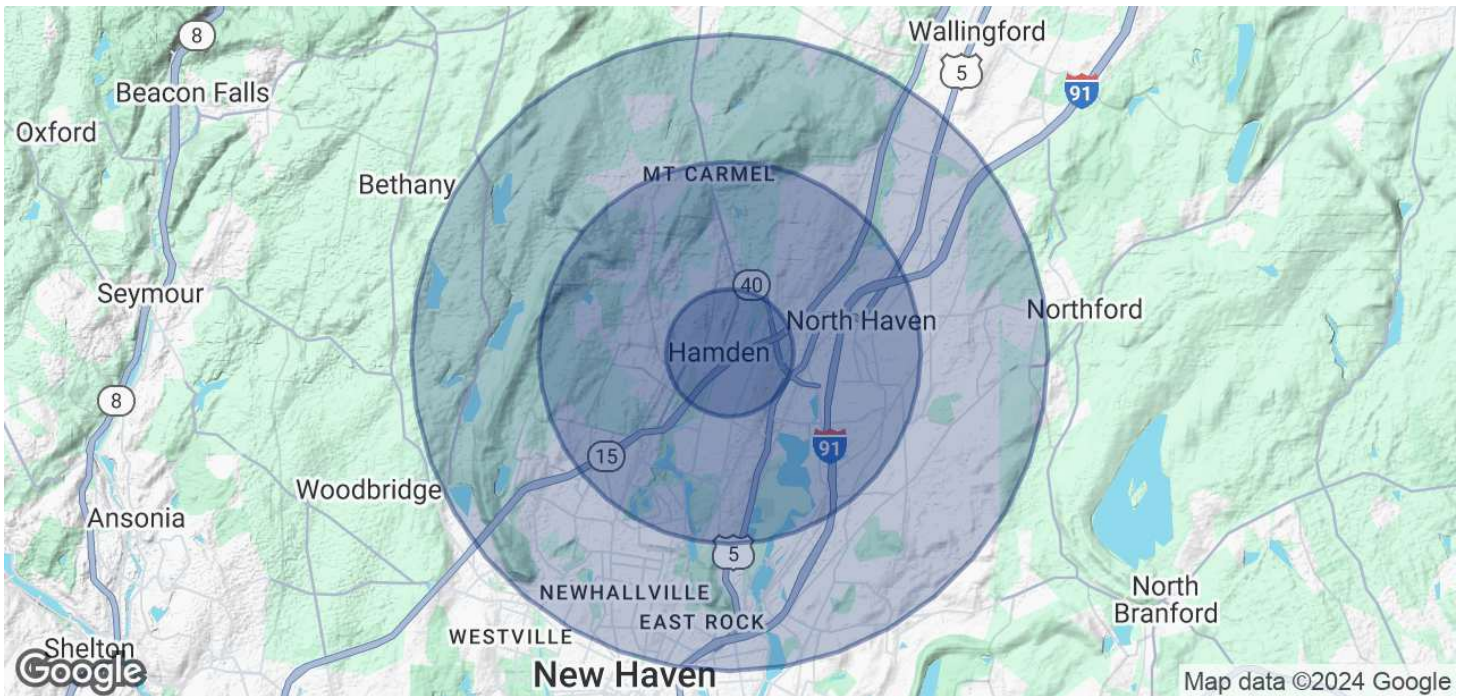 8
Wallingford
5
91
Beacon Falls
Oxford
MT CARMEL
Bethany
Seymour
40
Northford
North Haven
Hamden
8
91
15
Woodbridge
Ansonia
5
NEWHALLVILLE
EAST ROCK
WESTVILLE
North
Branford
Shelton
New Haven
Google
Map data ©2024 Google